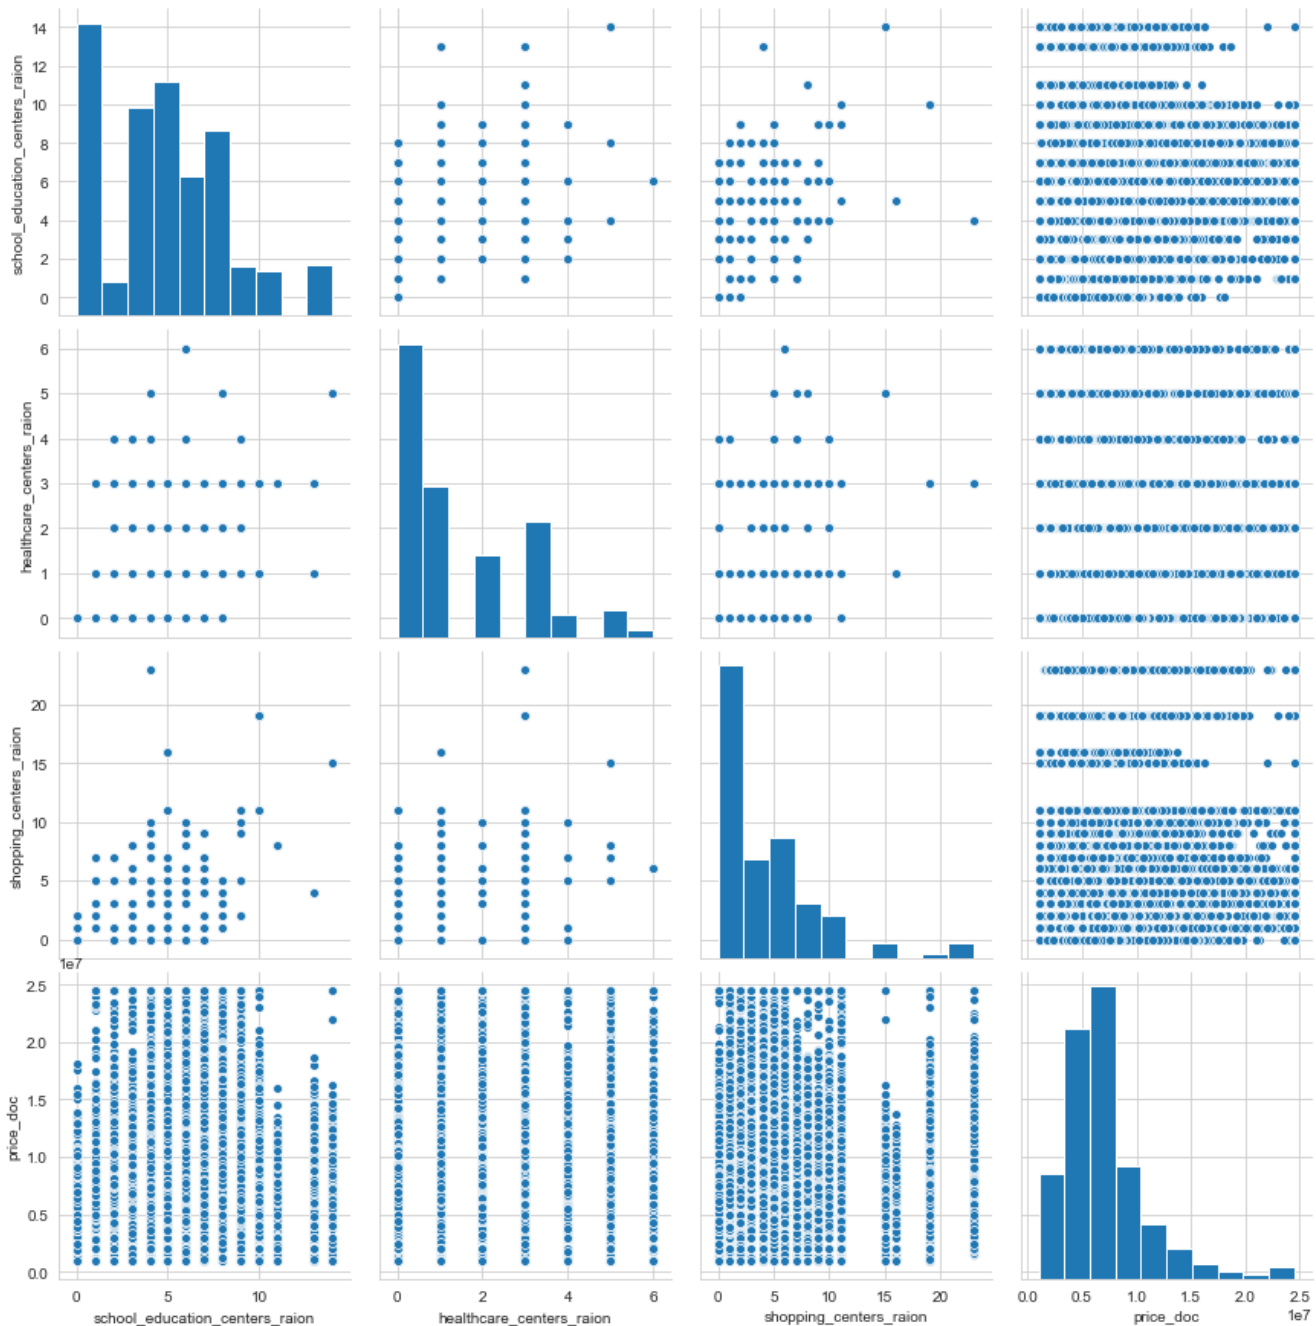 14
12
10
8
6
4
2
0
school_education_centers_raion
6
5
4
3
2
1
0
healthcare_centers_raion
20
15
10
5
0
shopping_centers_raion
1e7
2.5
2.0
1.5
1.0
0.5
0.0
price_doc
0 5 10
school_education_centers_raion
0 2 4 6
healthcare_centers_raion
0 5 10 15 20
shopping_centers_raion
0.0 0.5 1.0 1.5 2.0 2.5
1e7
price_doc